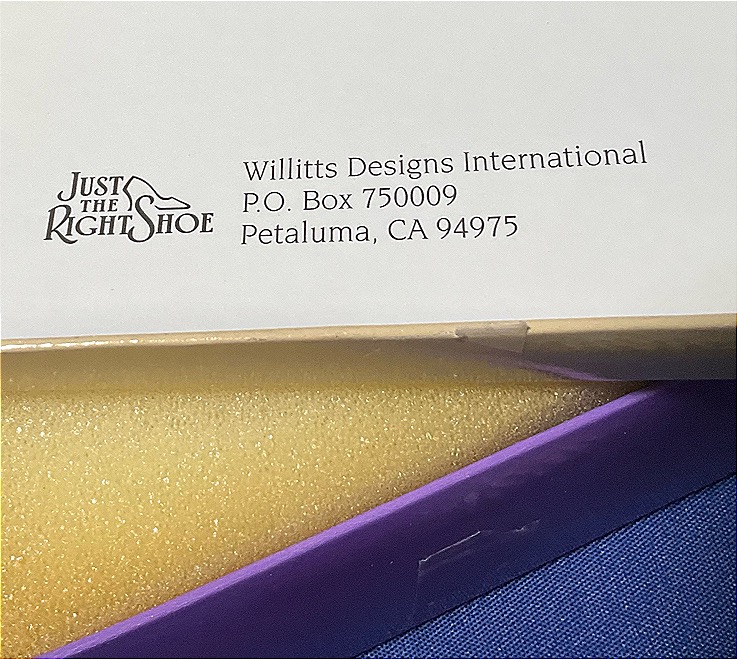 JUST
THE
RIGHT SHOE
Willitts Designs International
P.O. Box 750009
Petaluma, CA 94975